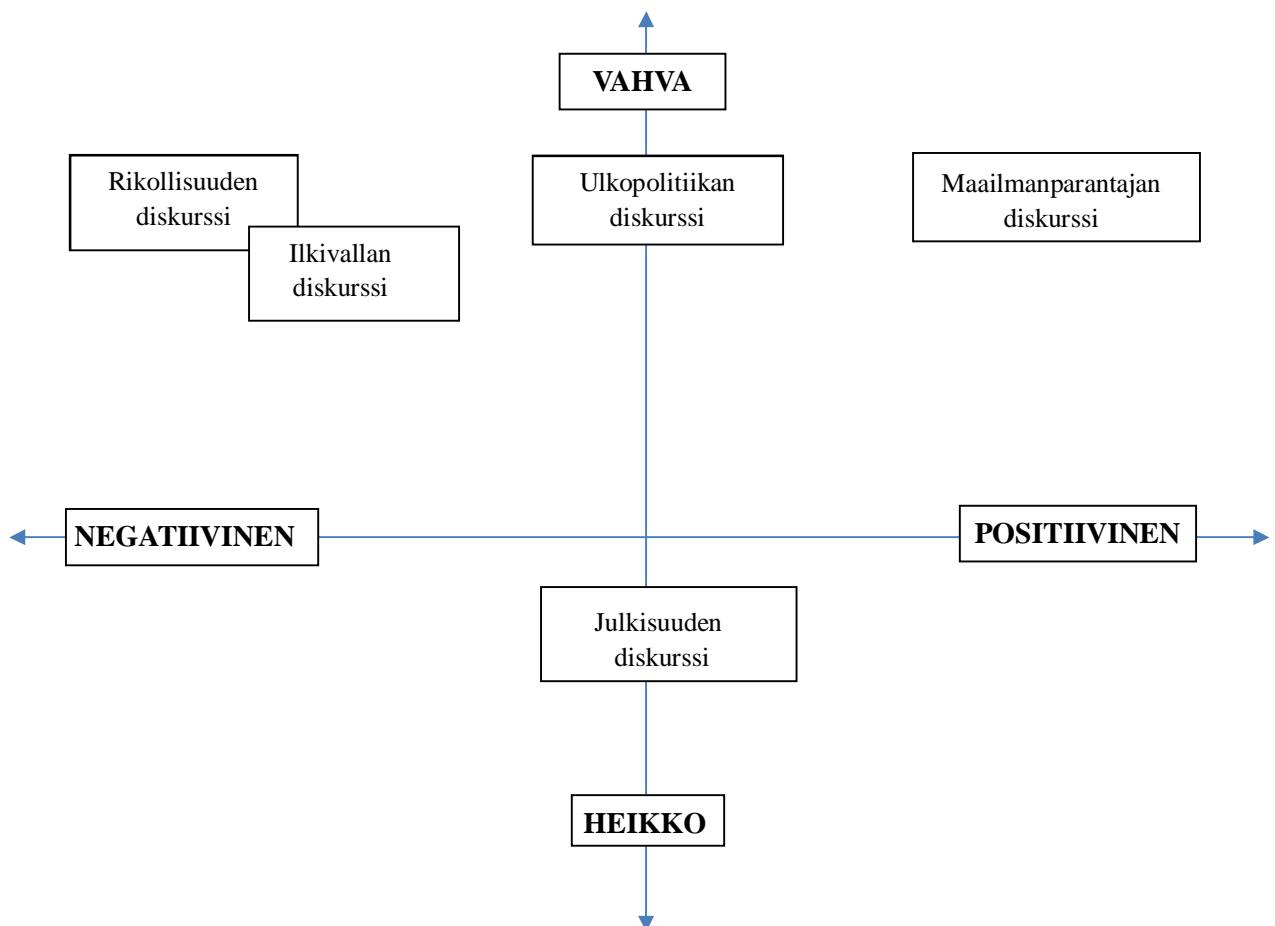 VAHVA
Rikollisuuden
diskurssi
Ulkopolitiikan
diskurssi
Maailmanparantajan
diskurssi
Ilkivallan
diskurssi
NEGATIIVINEN
POSITIIVINEN
Julkisuuden
diskurssi
HEIKKO